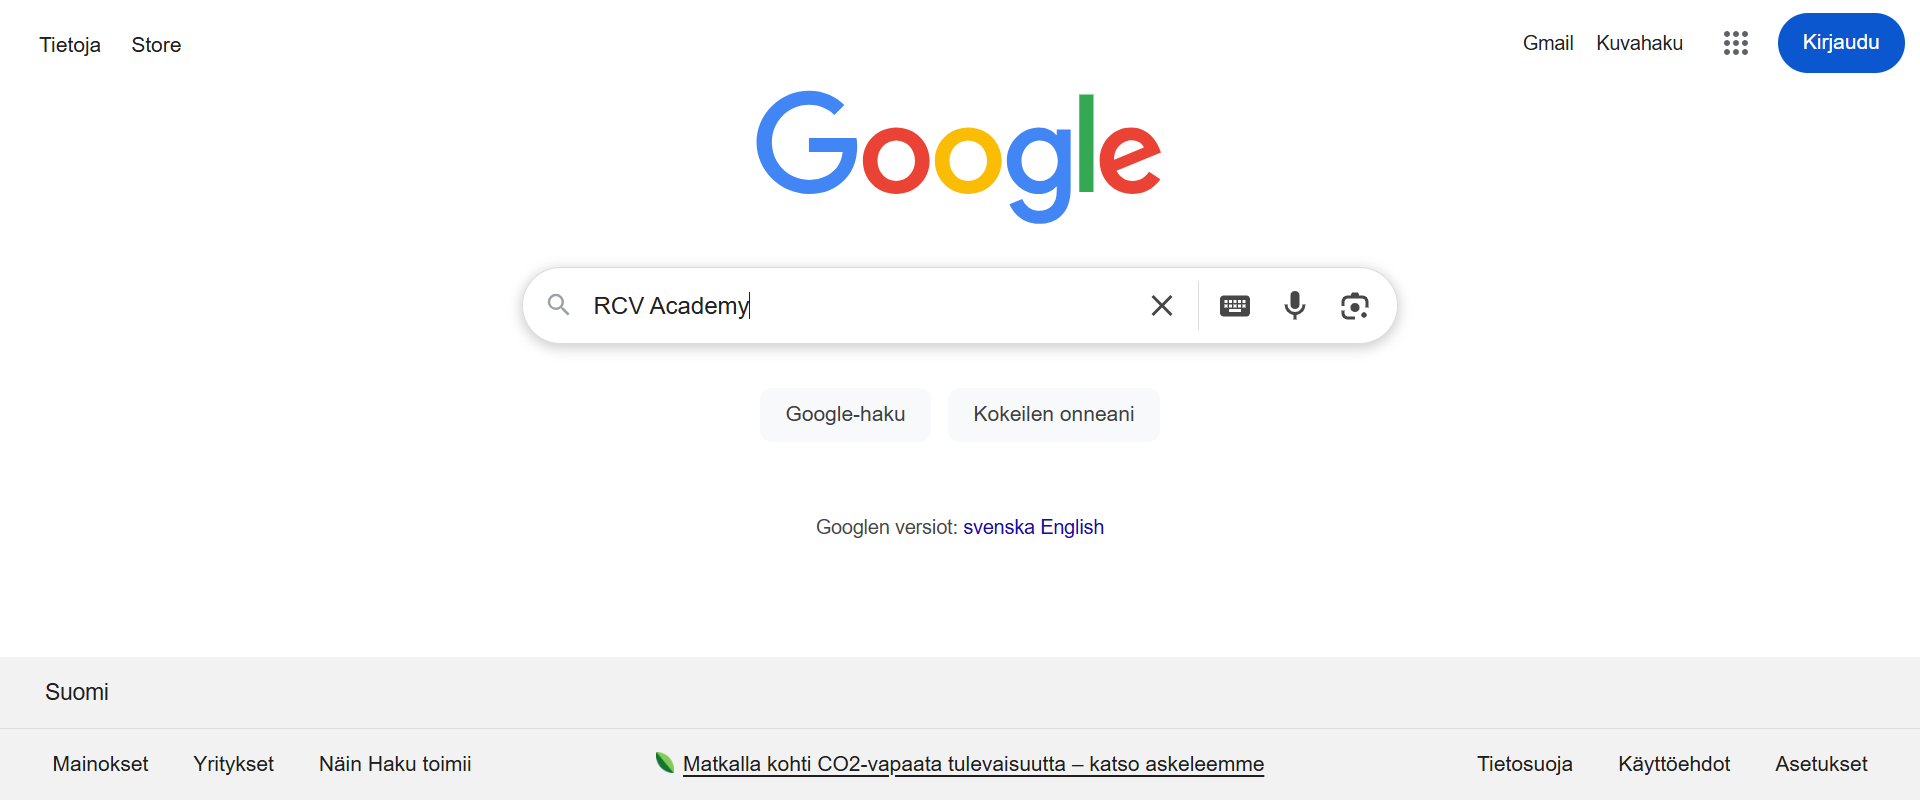 Tietoja Store Gmail Kuvahaku Kirjaudu
Google
RCV Academy
Google-haku Kokeilen onneani
Googlen versiot: svenska English
Suomi
Mainokset Yritykset Näin Haku toimii Matkalla kohti CO2-vapaata tulevaisuutta – katso askeleemme Tietosuoja Käyttöehdot Asetukset